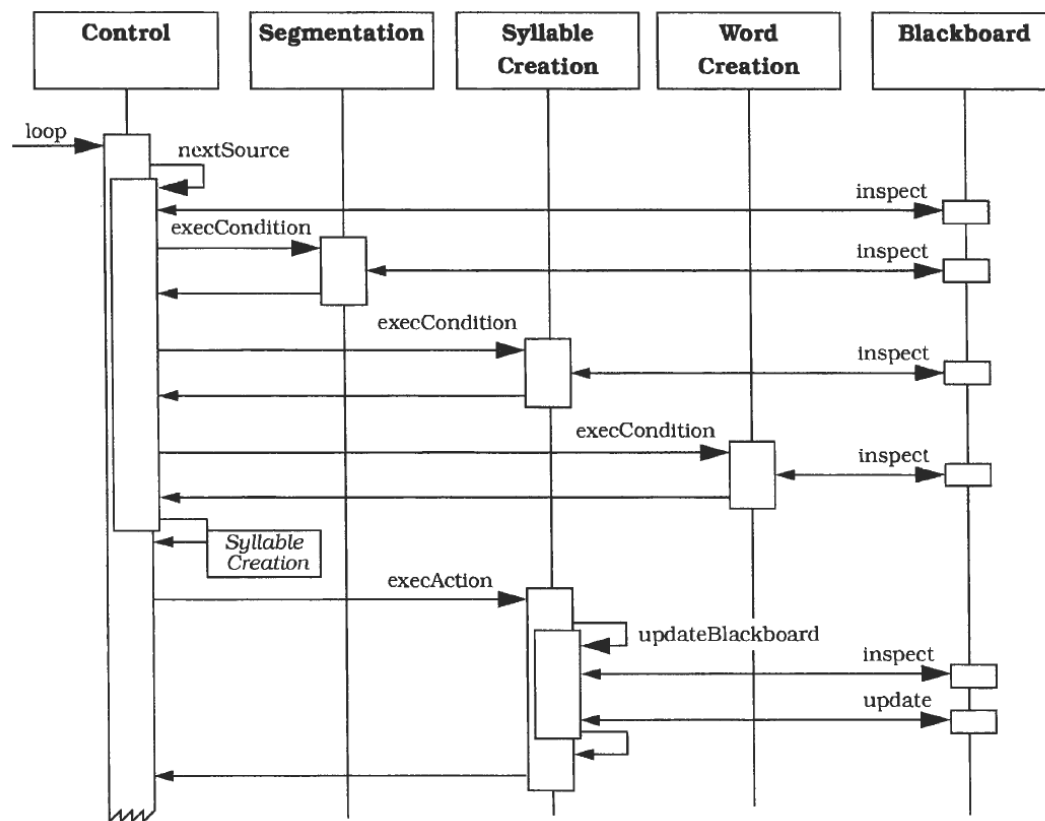 Control
Segmentation
Syllable
Creation
Word
Creation
Blackboard
loop
nextSource
inspect
execCondition
inspect
execCondition
inspect
execCondition
inspect
Syllable
Creation
execAction
updateBlackboard
inspect
update